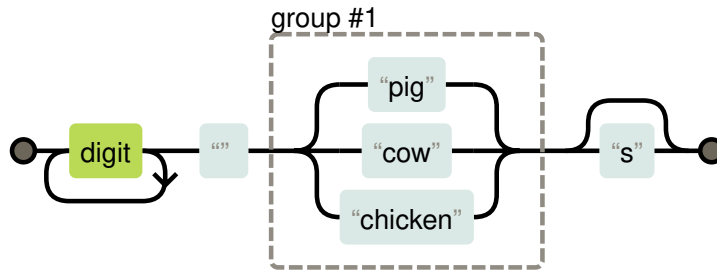 group #1
“pig”
digit “ ” “cow” “s”
“chicken”